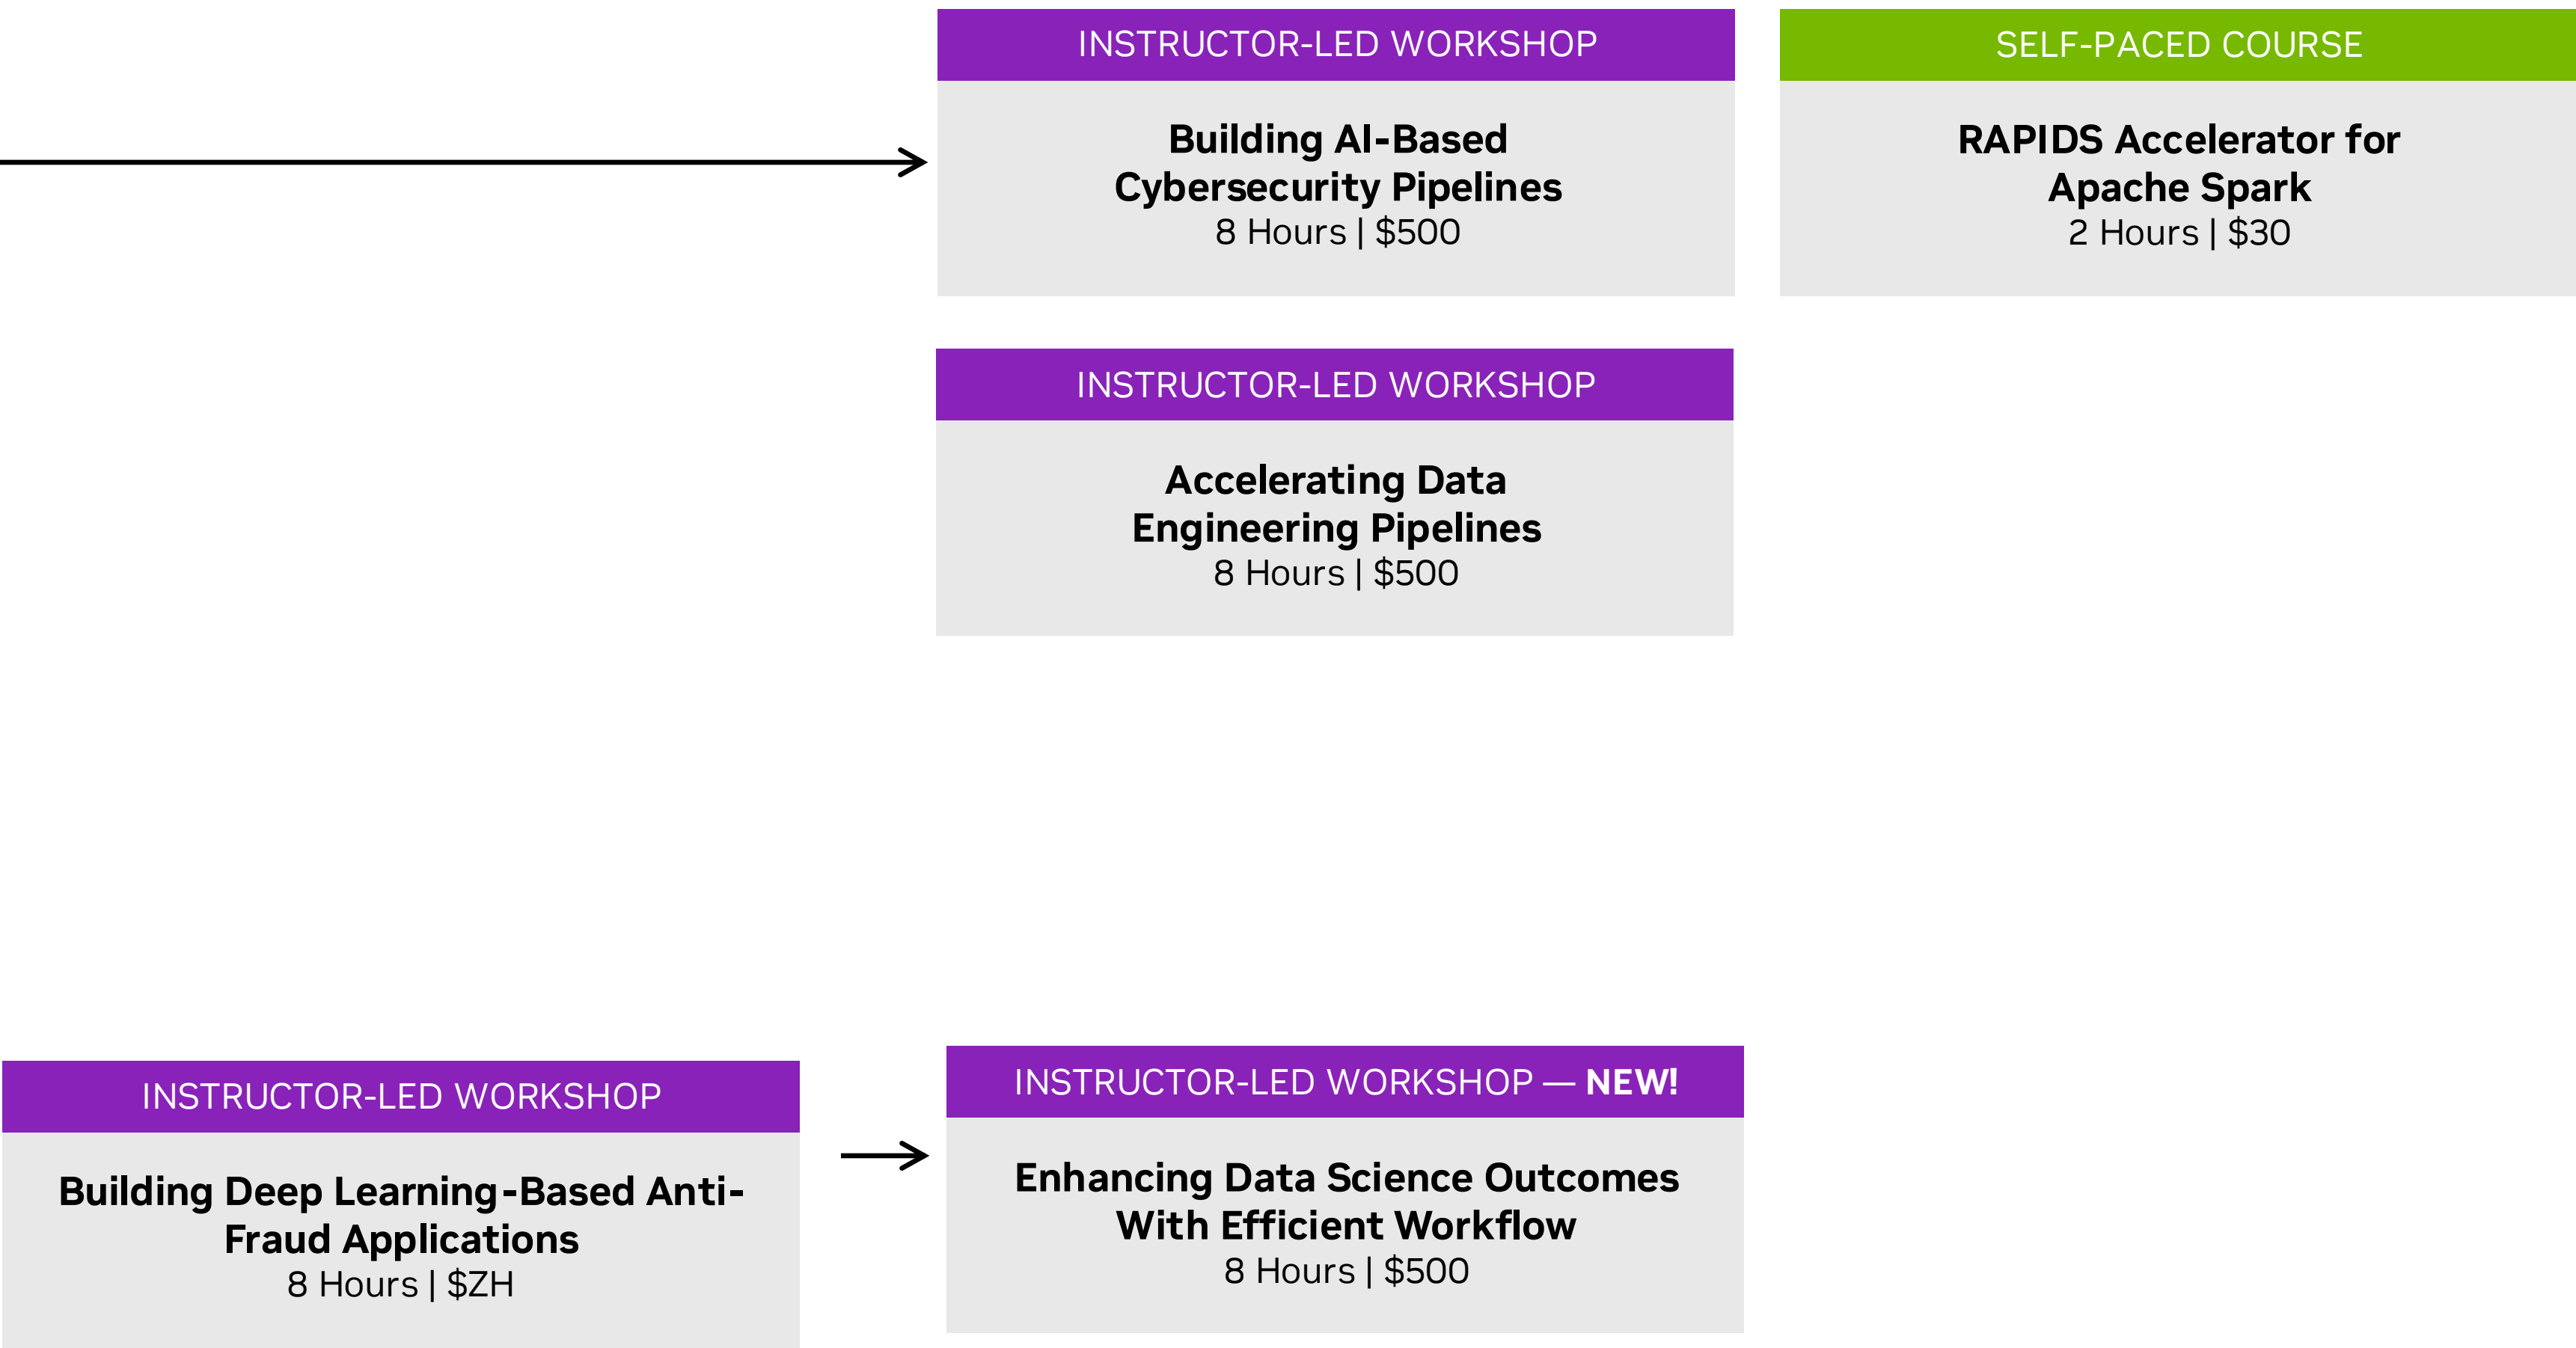 INSTRUCTOR-LED WORKSHOP
Building AI-Based
Cybersecurity Pipelines
8 Hours | $500
SELF-PACED COURSE
RAPIDS Accelerator for
Apache Spark
2 Hours | $30
INSTRUCTOR-LED WORKSHOP
Accelerating Data
Engineering Pipelines
8 Hours | $500
INSTRUCTOR-LED WORKSHOP
Building Deep Learning-Based Anti-
Fraud Applications
8 Hours | $ZH
INSTRUCTOR-LED WORKSHOP — NEW!
Enhancing Data Science Outcomes
With Efficient Workflow
8 Hours | $500